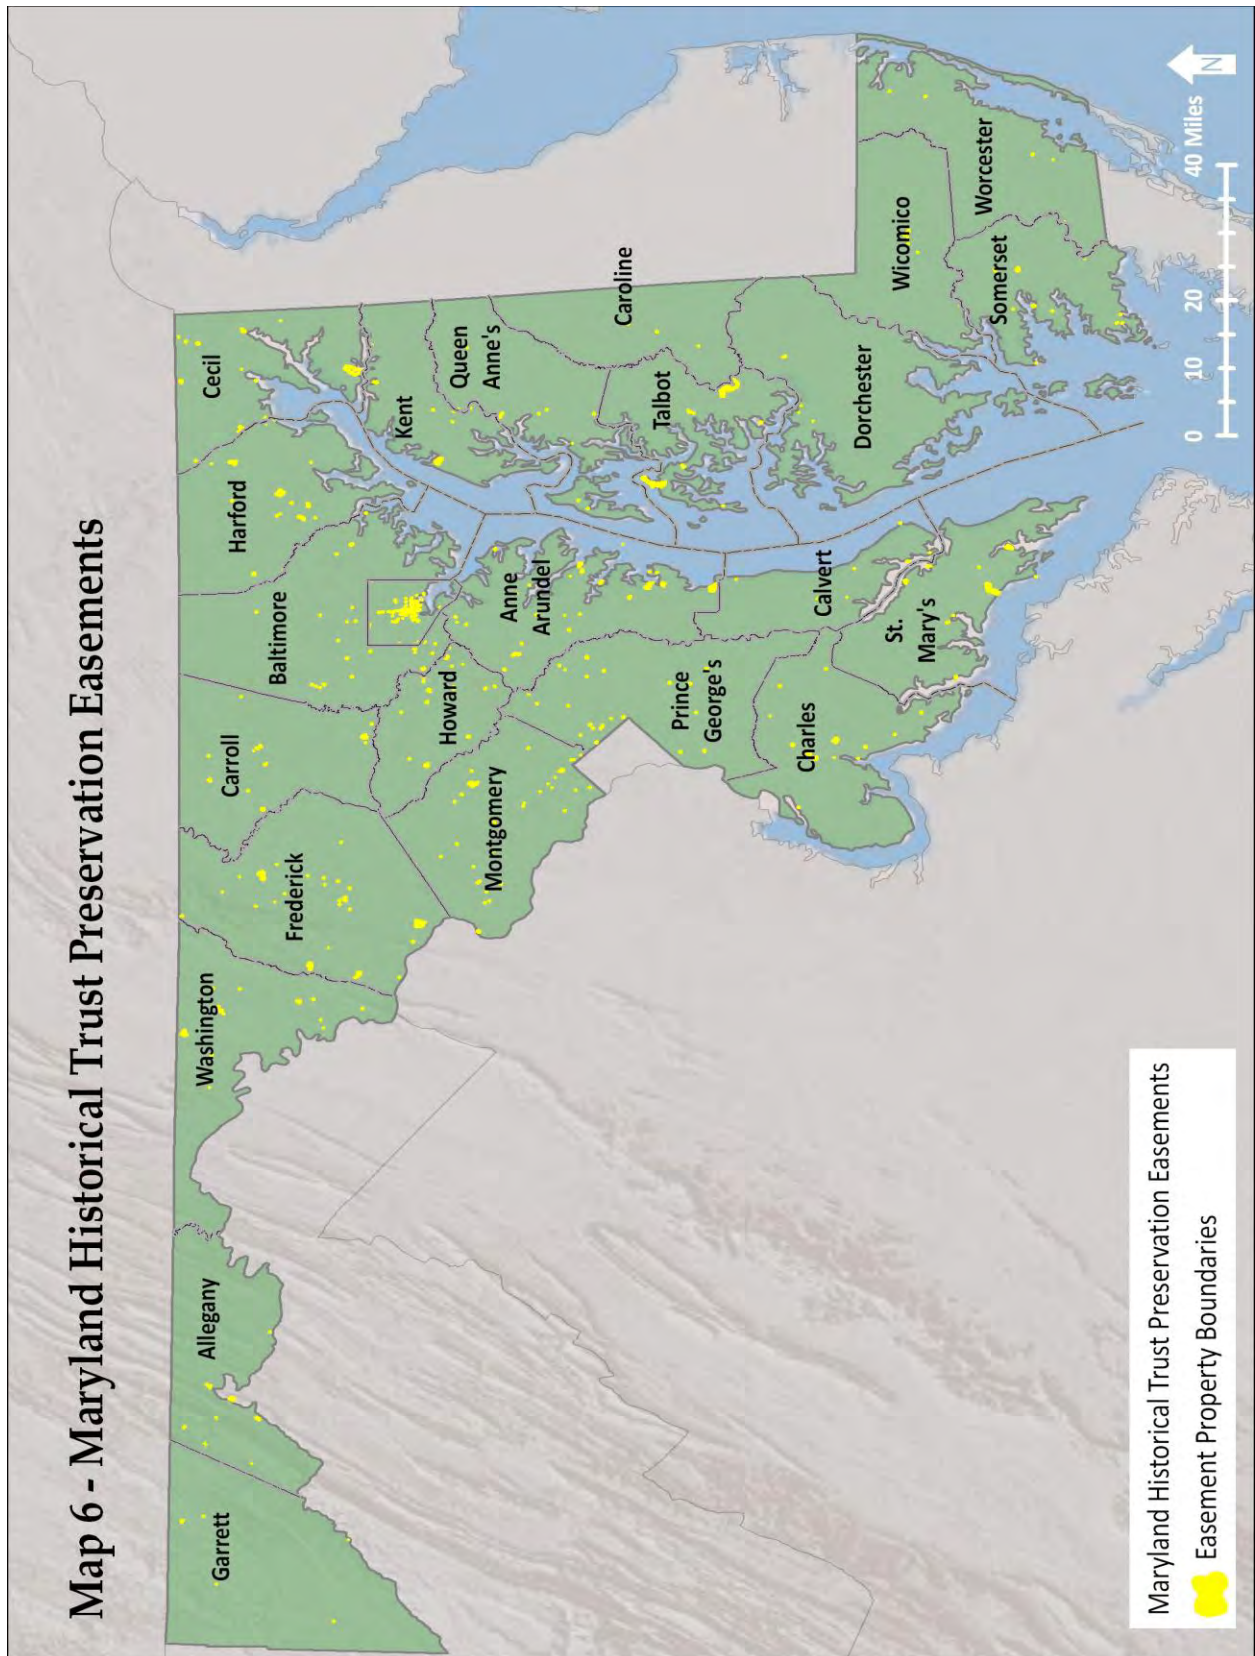 Map 6 - Maryland Historical Trust Preservation Easements
Garrett
Allegany
Washington
Frederick
Carroll
Baltimore
Harford
Cecil
Montgomery
Howard
Anne
Arundel
Kent
Queen
Anne's
Prince
George's
Talbot
Caroline
Charles
Calvert
St.
Mary's
Dorchester
Wicomico
Somerset
Worcester
Maryland Historical Trust Preservation Easements
Easement Property Boundaries
0 10 20 40 Miles
N